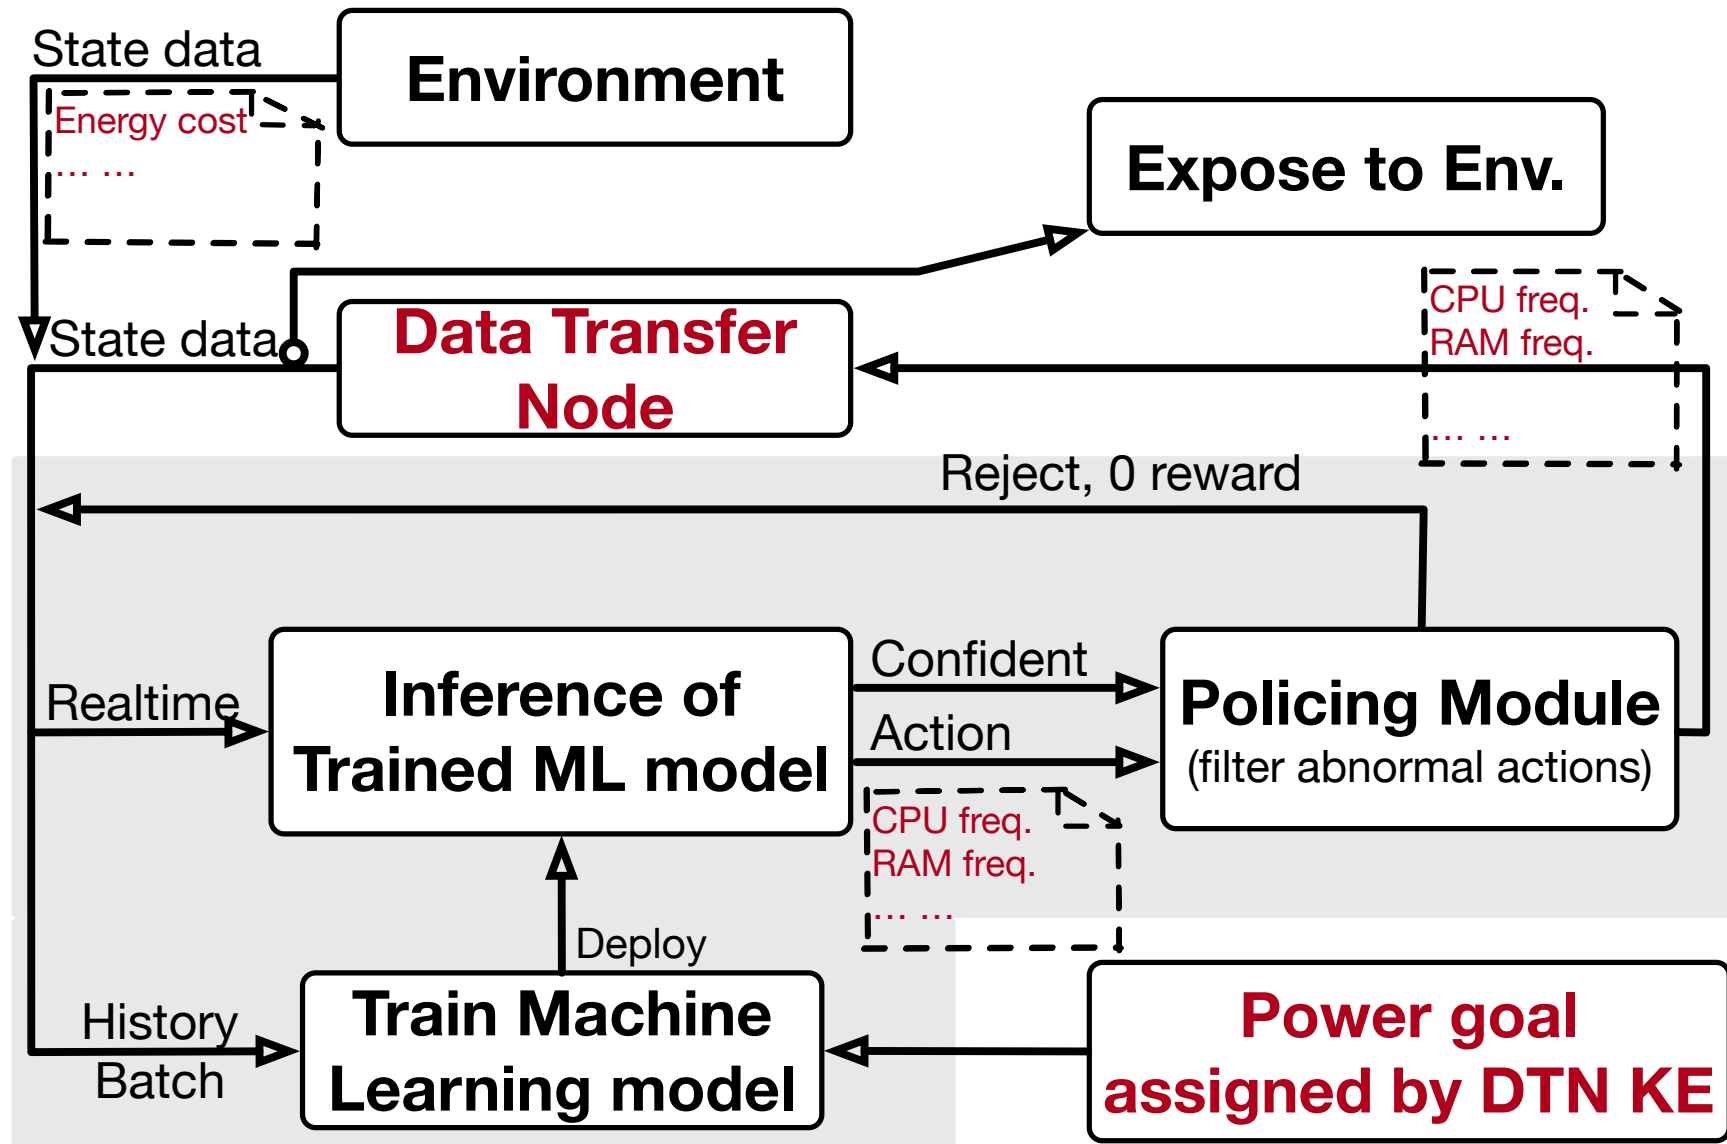 State data
Environment
Energy cost
... ...
Expose to Env.
State data
Data Transfer
Node
CPU freq.
RAM freq.
... ...
Reject, 0 reward
Realtime
Inference of
Trained ML model
Confident
Action
Policing Module
(filter abnormal actions)
CPU freq.
RAM freq.
... ...
Deploy
History
Batch
Train Machine
Learning model
Power goal
assigned by DTN KE